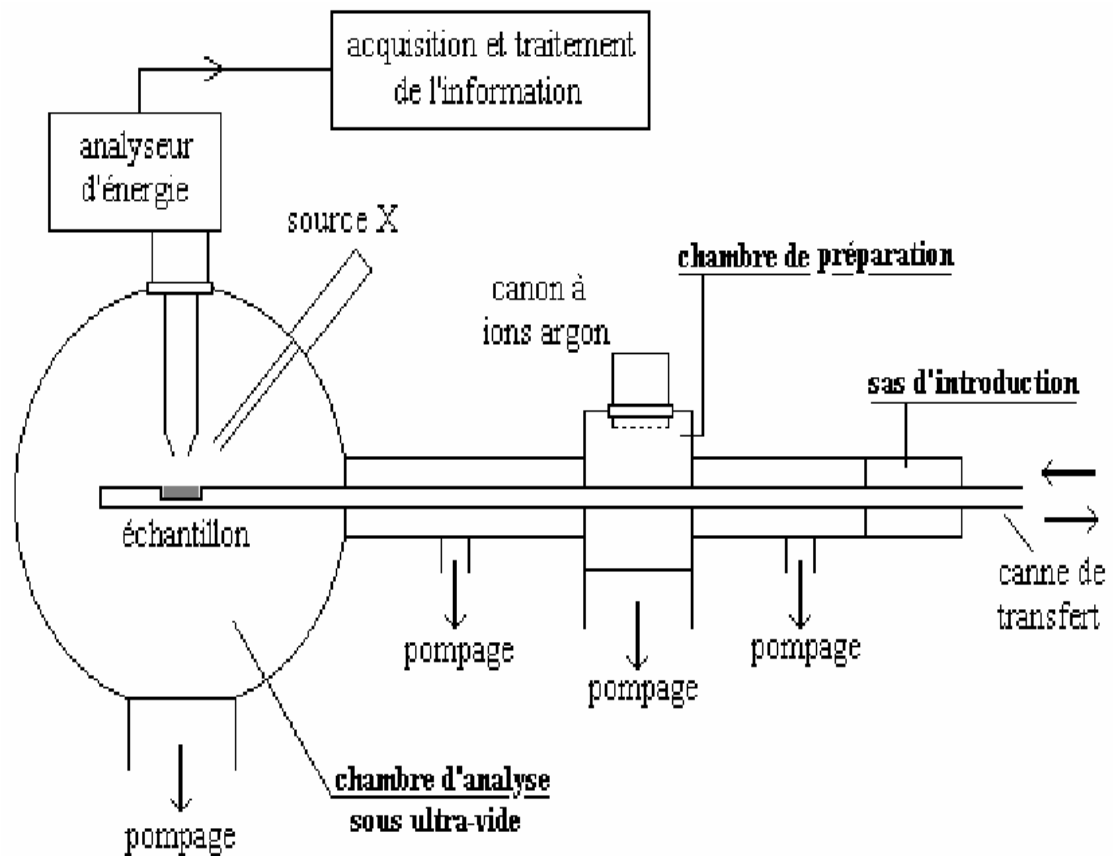 acquisition et traitement
de l'information
analyseur
d'énergie
source X
chambre de préparation
canon à
ions argon
sas d'introduction
échantillon
canne de
transfert
pompage
pompage
pompage
chambre d'analyse
sous ultra-vide
pompage